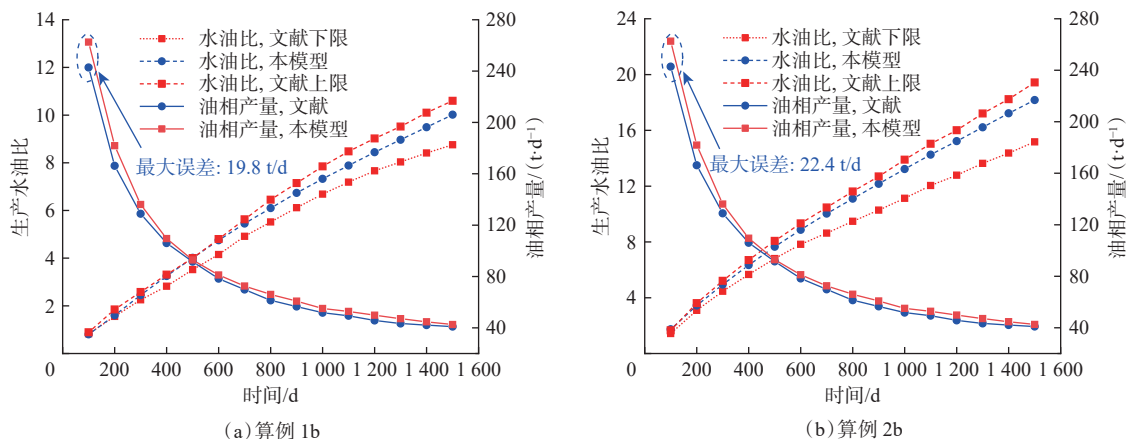 14
12
10
8
6
4
2
0
生产水油比
280
240
200
160
120
80
40
油相产量/(t·d⁻¹)
水油比, 文献下限
水油比, 本模型
水油比, 文献上限
油相产量, 文献
油相产量, 本模型
最大误差: 19.8 t/d
200 400 600 800 1 000 1 200 1 400 1 600
时间/d
(a) 算例 1b
24
20
16
12
8
4
0
生产水油比
280
240
200
160
120
80
40
油相产量/(t·d⁻¹)
水油比, 文献下限
水油比, 本模型
水油比, 文献上限
油相产量, 文献
油相产量, 本模型
最大误差: 22.4 t/d
200 400 600 800 1 000 1 200 1 400 1 600
时间/d
(b) 算例 2b